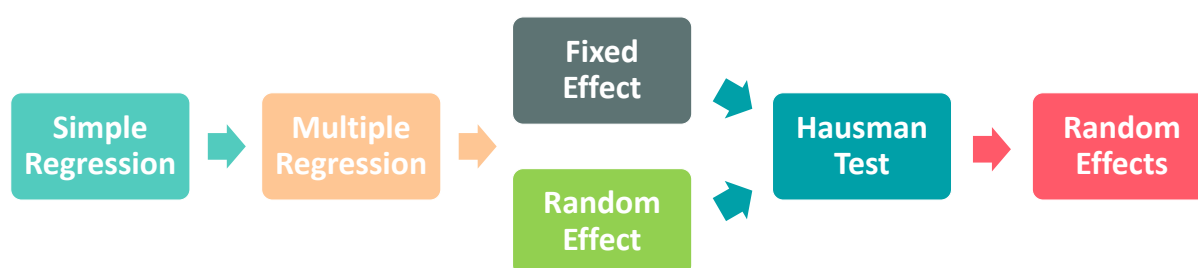 Simple
Regression
Multiple
Regression
Fixed
Effect
Random
Effect
Hausman
Test
Random
Effects